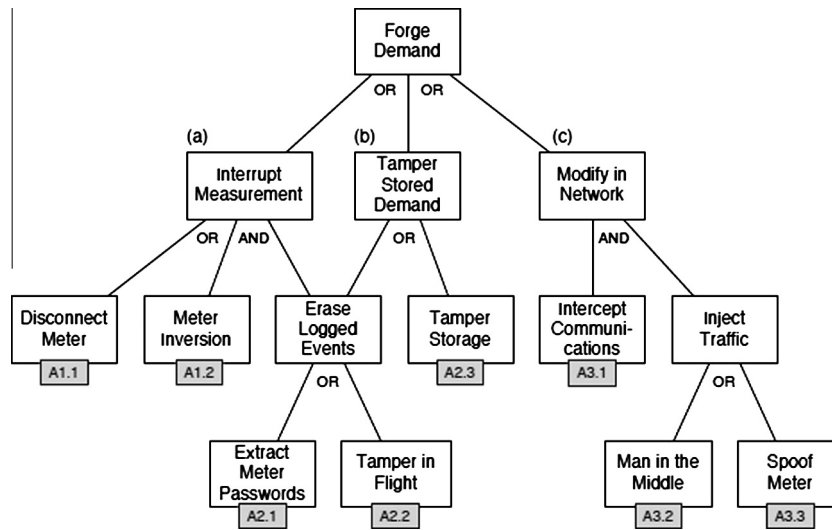 Forge
Demand
OR OR
(a) (b) (c)
Interrupt
Measurement
Tamper
Stored
Demand
Modify in
Network
OR AND
OR
AND
Disconnect
Meter
A1.1
Meter
Inversion
A1.2
Erase
Logged
Events
Tamper
Storage
A2.3
Intercept
Communi-
cations
A3.1
Inject
Traffic
OR
OR
Extract
Meter
Passwords
A2.1
Tamper in
Flight
A2.2
Man in the
Middle
A3.2
Spoof
Meter
A3.3